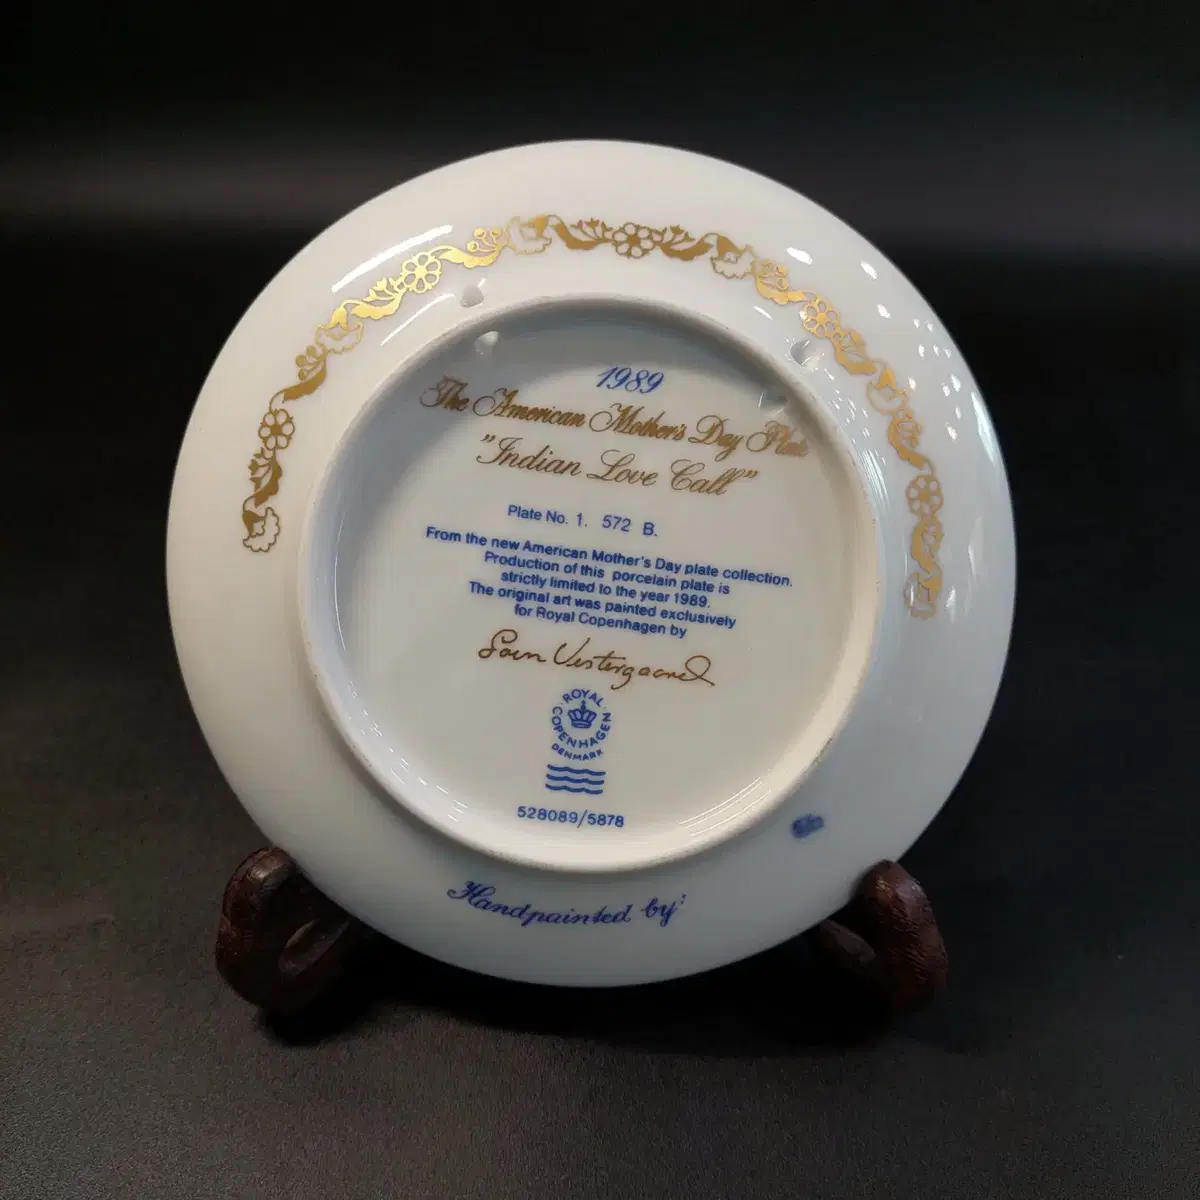 1989
The American Mother's Day Plate
"Indian Love Call"
Plate No. 1. 572 B.
From the new American Mother's Day plate collection.
Production of this porcelain plate is
strictly limited to the year 1989.
The original art was painted exclusively
for Royal Copenhagen by
Sven Vestergaard
ROYAL
COPENHAGEN
DENMARK
528089/5878
Handpainted by: